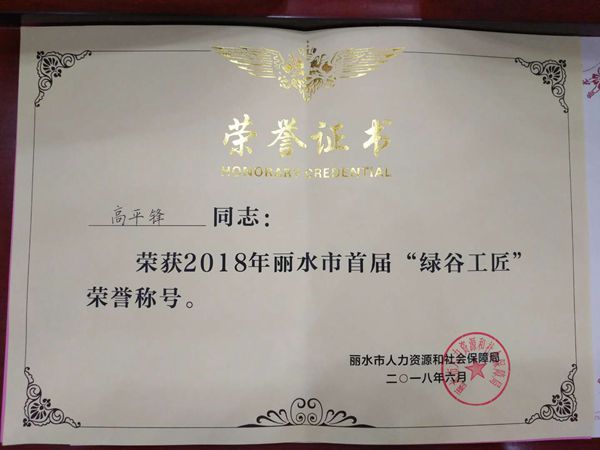 荣誉证书
HONORARY CREDENTIAL
高平锋 同志：
荣获2018年丽水市首届“绿谷工匠”
荣誉称号。
丽水市人力资源和社会保障局
二〇一八年六月